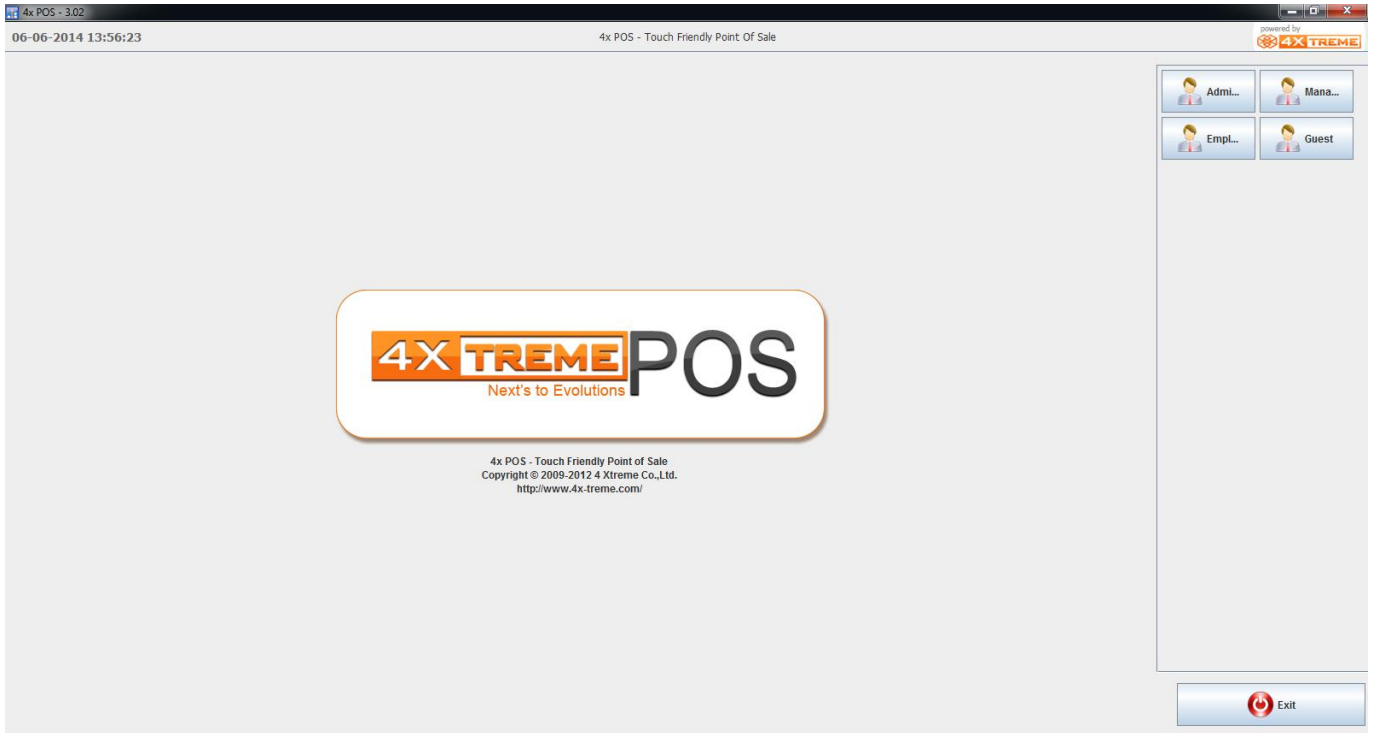 4x POS - 3.02
06-06-2014 13:56:23
4x POS - Touch Friendly Point Of Sale
powered by
4X TREME
Admi...
Mana...
Empl...
Guest
4X TREME POS
Next's to Evolutions
4x POS - Touch Friendly Point of Sale
Copyright © 2009-2012 4 Xtreme Co.,Ltd.
http://www.4x-treme.com/
Exit